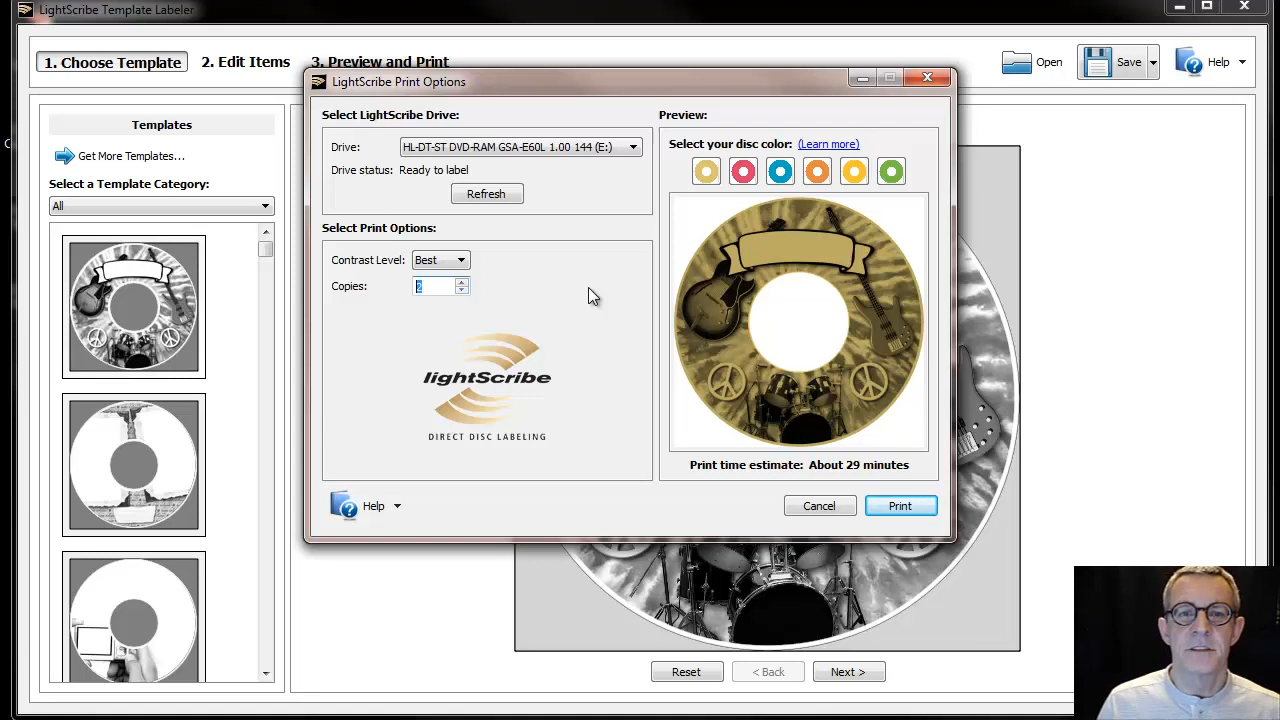 LightScribe Template Labeler
1. Choose Template
2. Edit Items
3. Preview and Print
Open
Save
Help
Templates
Get More Templates...
Select a Template Category:
All
LightScribe Print Options
Select LightScribe Drive:
Drive:
HL-DT-ST DVD-RAM GSA-E60L 1.00 144 (E:)
Drive status: Ready to label
Refresh
Select Print Options:
Contrast Level: Best
Copies: 2
lightScribe
DIRECT DISC LABELING
Help
Preview:
Select your disc color: (Learn more)
Print time estimate: About 29 minutes
Cancel
Print
Reset
< Back
Next >